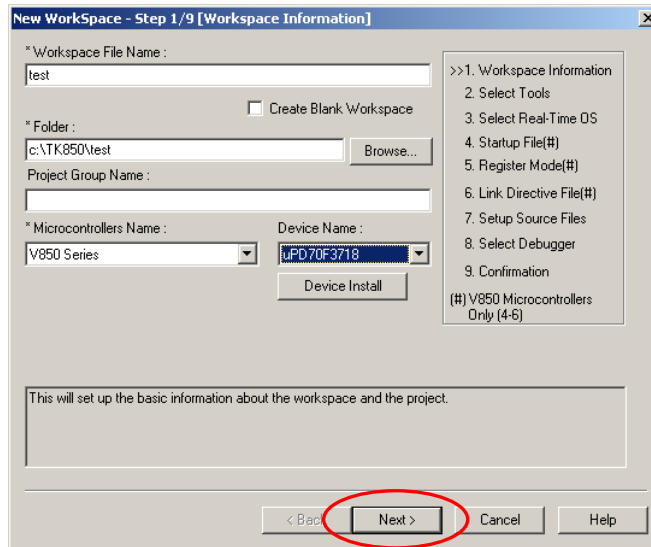 New WorkSpace - Step 1/9 [Workspace Information]
* Workspace File Name :
test
Create Blank Workspace
* Folder :
c:\TK850\test
Browse...
Project Group Name :
* Microcontrollers Name :
Device Name :
V850 Series
uPD70F3718
Device Install
>>1. Workspace Information
2. Select Tools
3. Select Real-Time OS
4. Startup File(#)
5. Register Mode(#)
6. Link Directive File(#)
7. Setup Source Files
8. Select Debugger
9. Confirmation
(#) V850 Microcontrollers
Only (4-6)
This will set up the basic information about the workspace and the project.
< Back
Next >
Cancel
Help